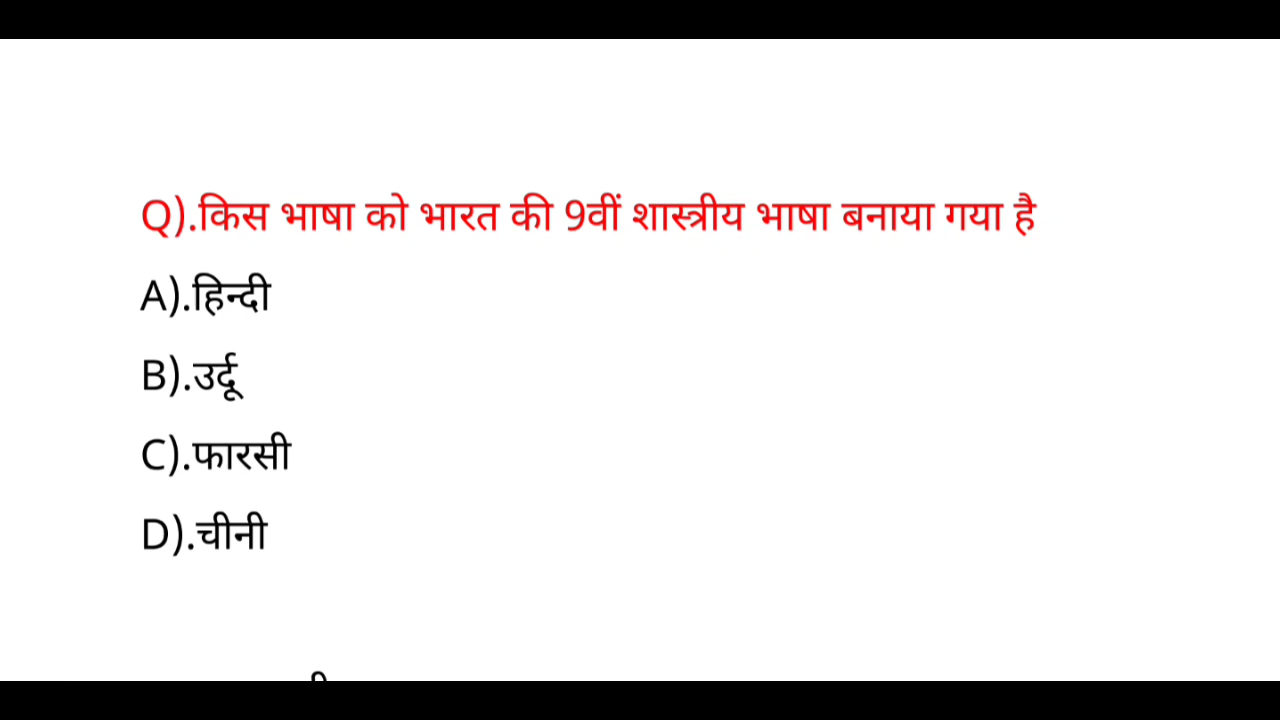 Q).किस भाषा को भारत की 9वीं शास्त्रीय भाषा बनाया गया है
A).हिन्दी
B).उर्दू
C).फारसी
D).चीनी